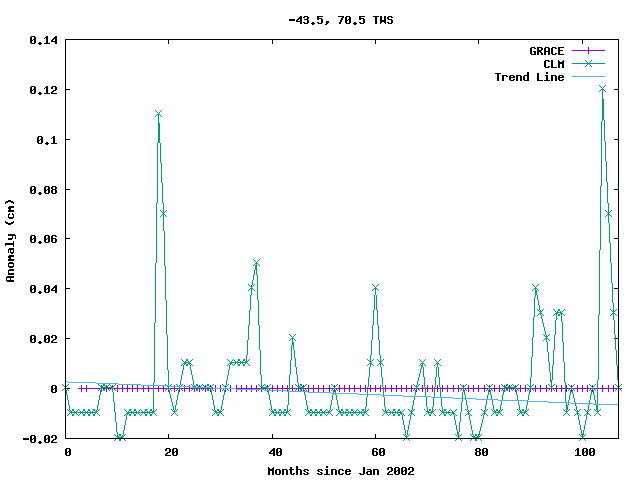 -43.5, 70.5 TWS
0.14
0.12
0.1
0.08
0.06
0.04
0.02
0
-0.02
Anomaly (cm)
GRACE
CLM
Trend Line
0 20 40 60 80 100
Months since Jan 2002